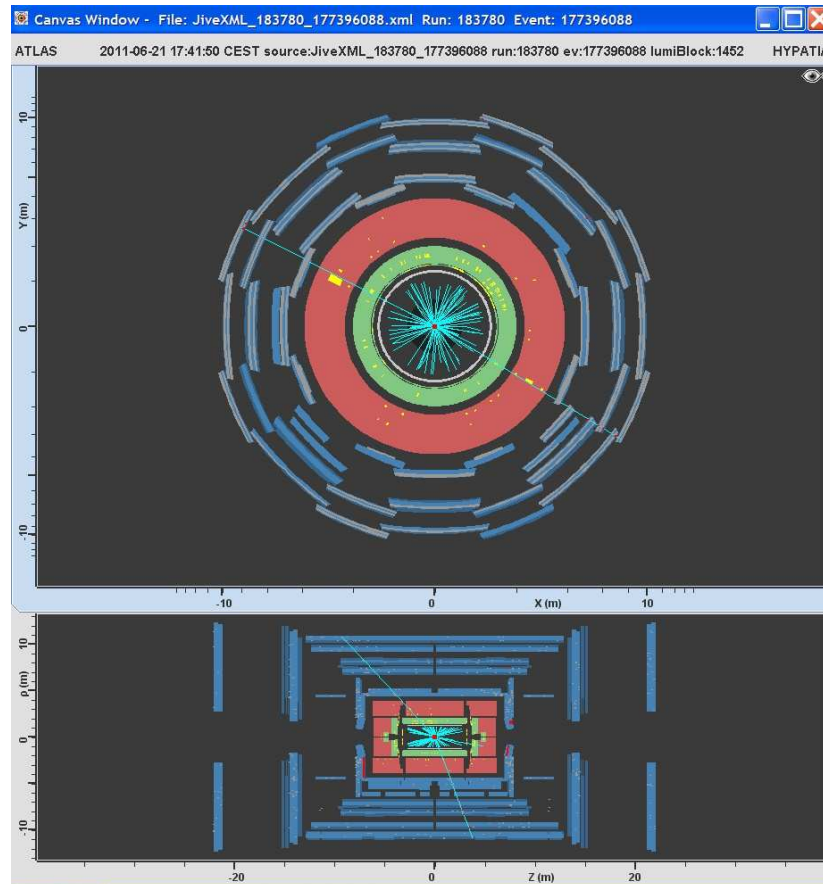 Canvas Window - File: JiveXML_183780_177396088.xml Run: 183780 Event: 177396088
ATLAS 2011-06-21 17:41:50 CEST source:JiveXML_183780_177396088 run:183780 ev:177396088 lumiBlock:1452 HYPATIA
10
Y (m)
0
-10
-10 0 X (m) 10
10
ρ (m)
0
-10
-20 0 Z (m) 20